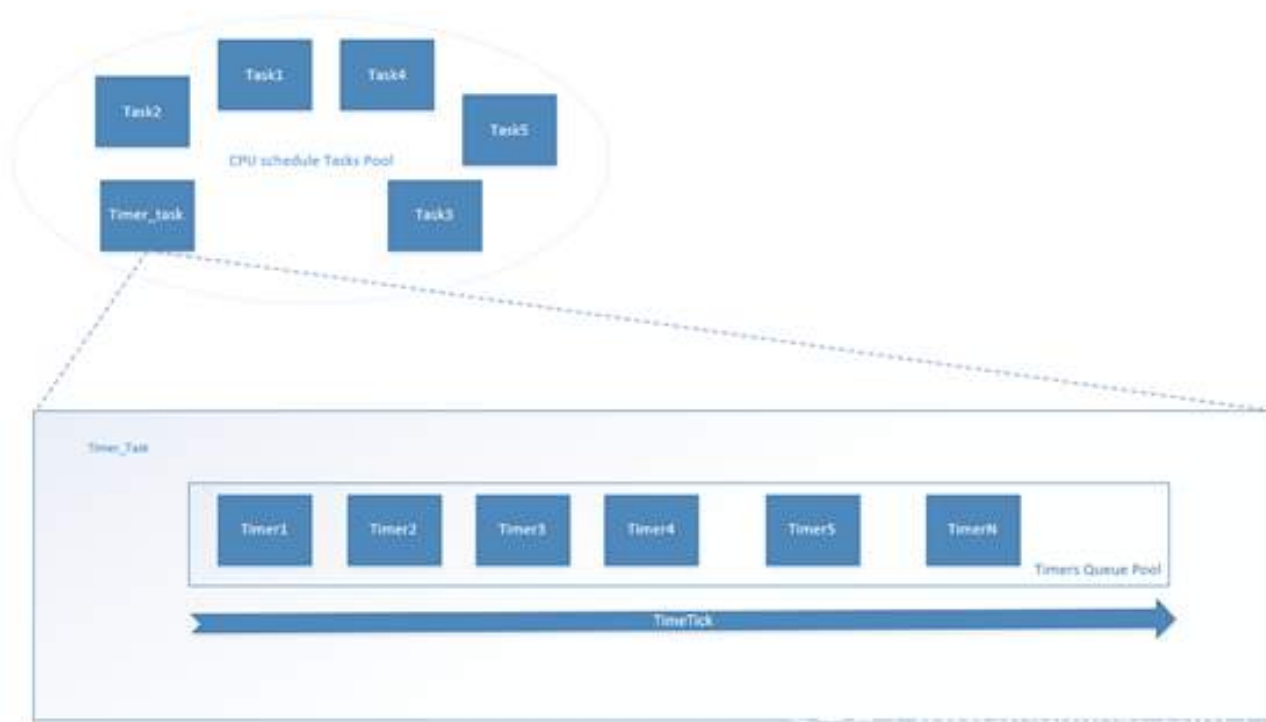 Task1
Task4
Task2
Task5
CPU schedule Tasks Pool
Timer_task
Task3
Timer_Task
Timer1
Timer2
Timer3
Timer4
Timer5
TimerN
Timers Queue Pool
TimeTick